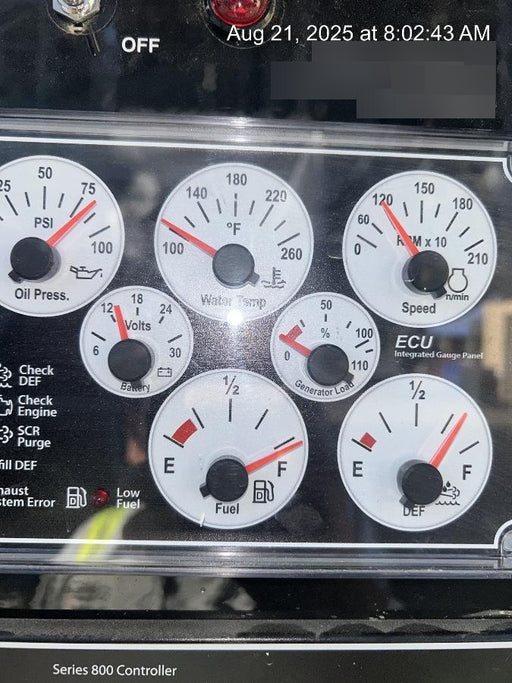 OFF
Aug 21, 2025 at 8:02:43 AM
25 50 75 100
PSI
Oil Press.
100 140 180 220 260
°F
Water Temp
0 60 120 150 180 210
RPM x 10
n/min
Speed
6 12 18 24 30
Volts
Battery
0 50 100 110
%
Generator Load
ECU
Integrated Gauge Panel
Check
DEF
Check
Engine
SCR
Purge
fill DEF
xhaust
stem Error
Low
Fuel
E 1/2 F
Fuel
E 1/2 F
DEF
Series 800 Controller